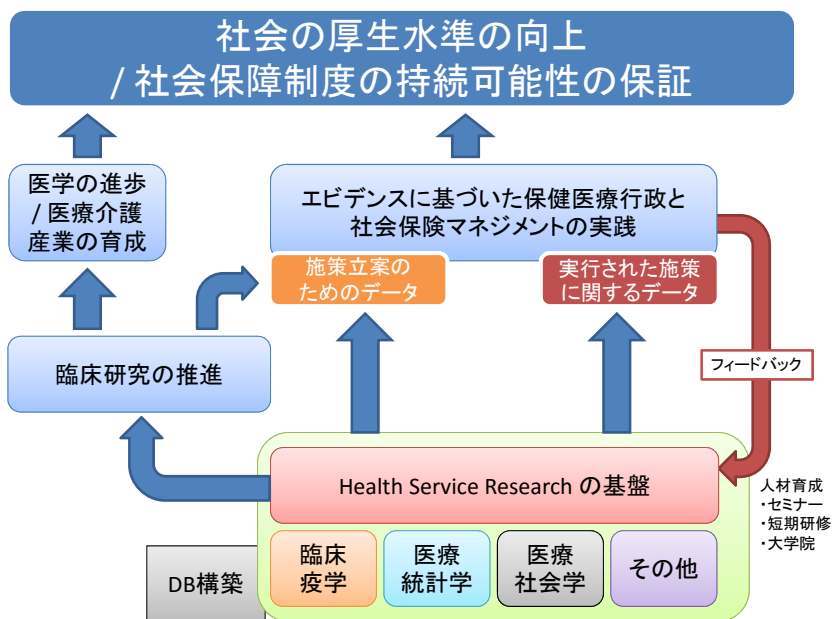 社会の厚生水準の向上
/ 社会保障制度の持続可能性の保証
医学の進歩
/ 医療介護
産業の育成
エビデンスに基づいた保健医療行政と
社会保険マネジメントの実践
施策立案の
ためのデータ
実行された施策
に関するデータ
臨床研究の推進
フィードバック
Health Service Research の基盤
人材育成
・セミナー
・短期研修
・大学院
DB構築
臨床
疫学
医療
統計学
医療
社会学
その他